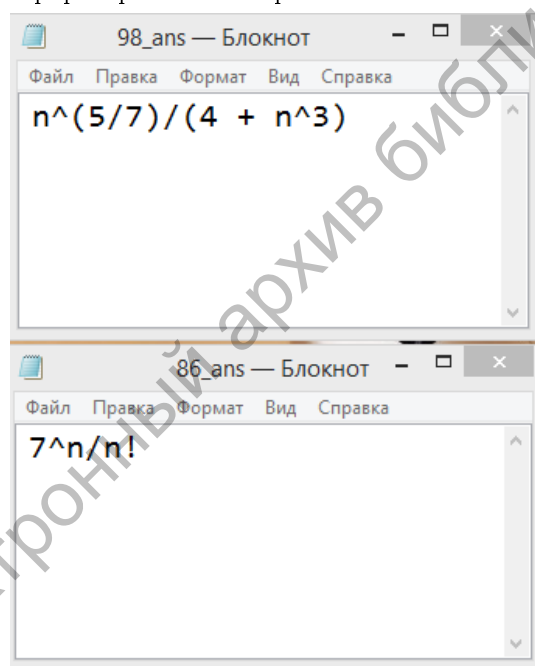 98_ans — Блокнот
Файл Правка Формат Вид Справка
n^(5/7)/(4 + n^3)
86_ans — Блокнот
Файл Правка Формат Вид Справка
7^n/n!
архив